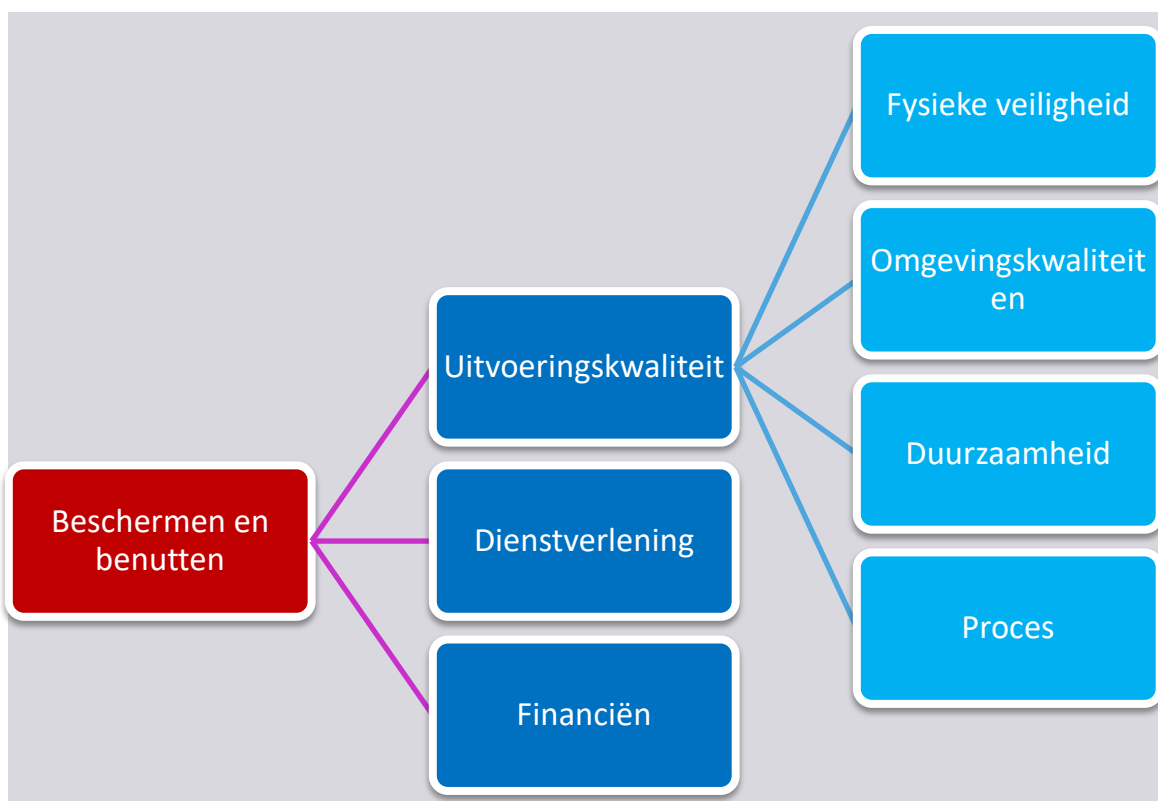 Fysieke veiligheid
Omgevingskwaliteit
en
Uitvoeringskwaliteit
Duurzaamheid
Beschermen en
benutten
Dienstverlening
Proces
Financiën